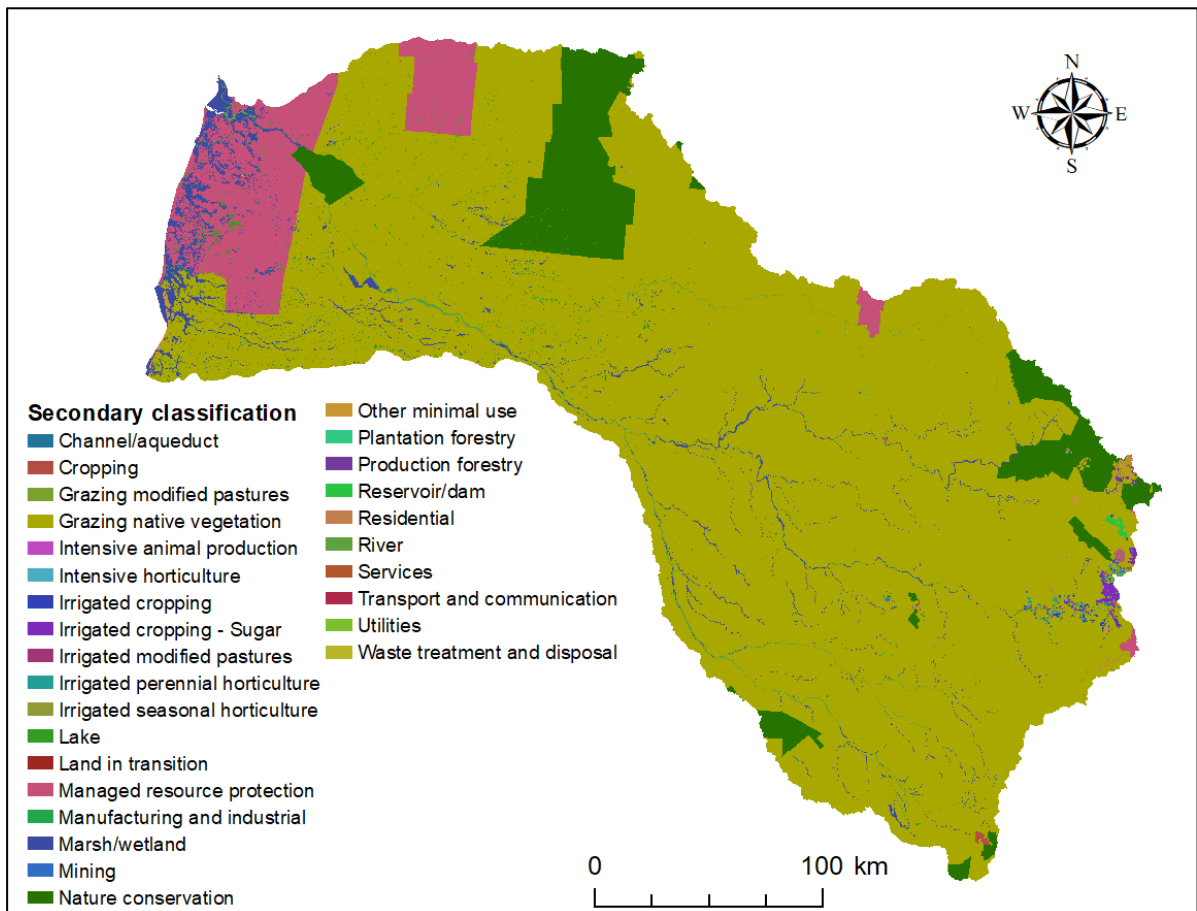 N
W E
S
Secondary classification
Channel/aqueduct
Cropping
Grazing modified pastures
Grazing native vegetation
Intensive animal production
Intensive horticulture
Irrigated cropping
Irrigated cropping - Sugar
Irrigated modified pastures
Irrigated perennial horticulture
Irrigated seasonal horticulture
Lake
Land in transition
Managed resource protection
Manufacturing and industrial
Marsh/wetland
Mining
Nature conservation
Other minimal use
Plantation forestry
Production forestry
Reservoir/dam
Residential
River
Services
Transport and communication
Utilities
Waste treatment and disposal
0 100 km